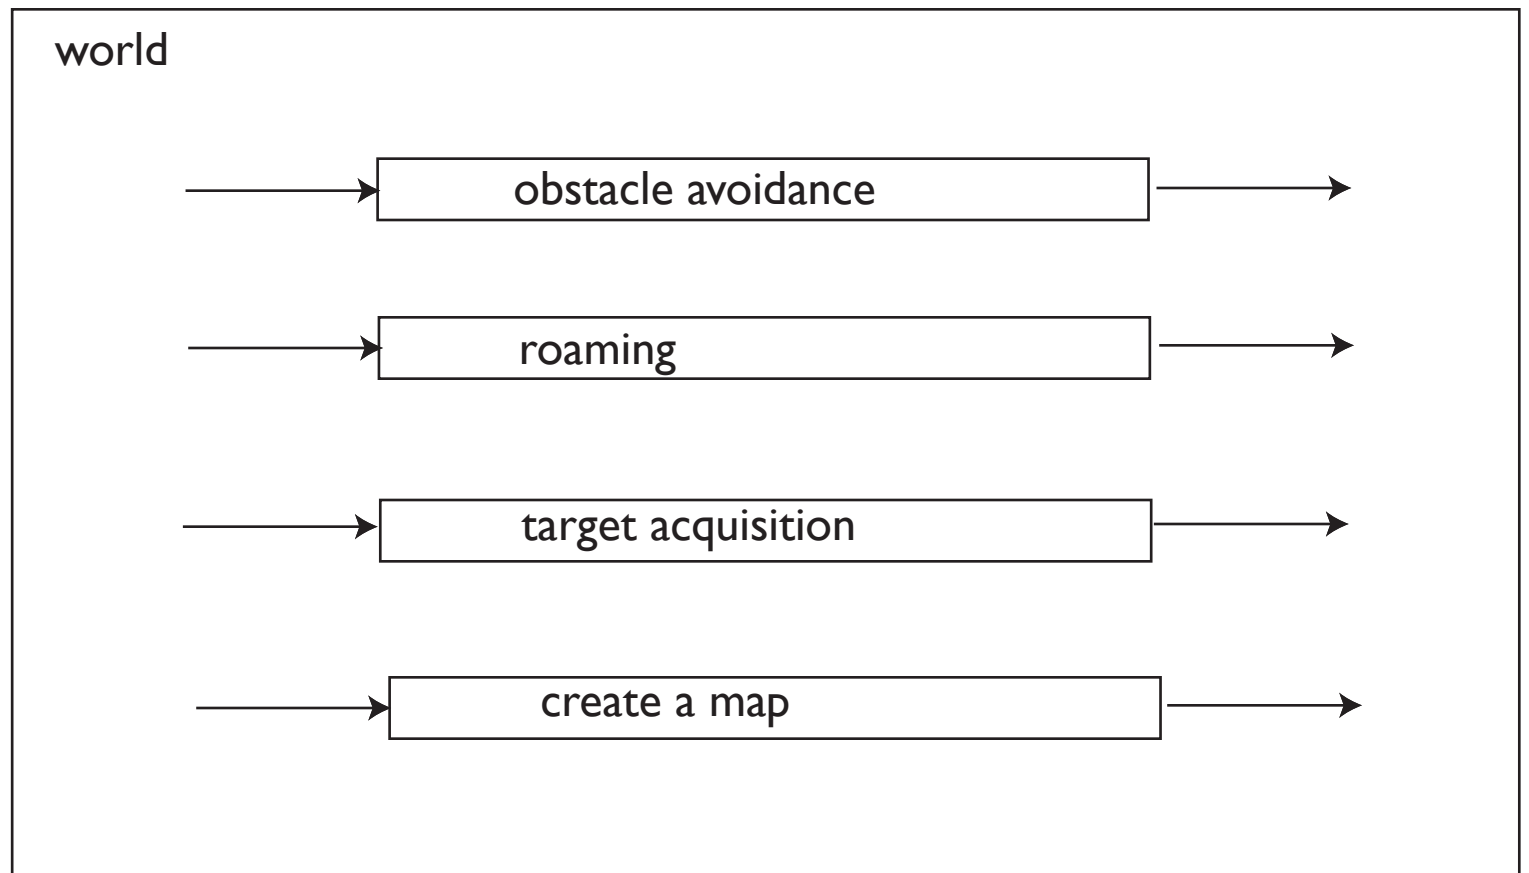 world
obstacle avoidance
roaming
target acquisition
create a map